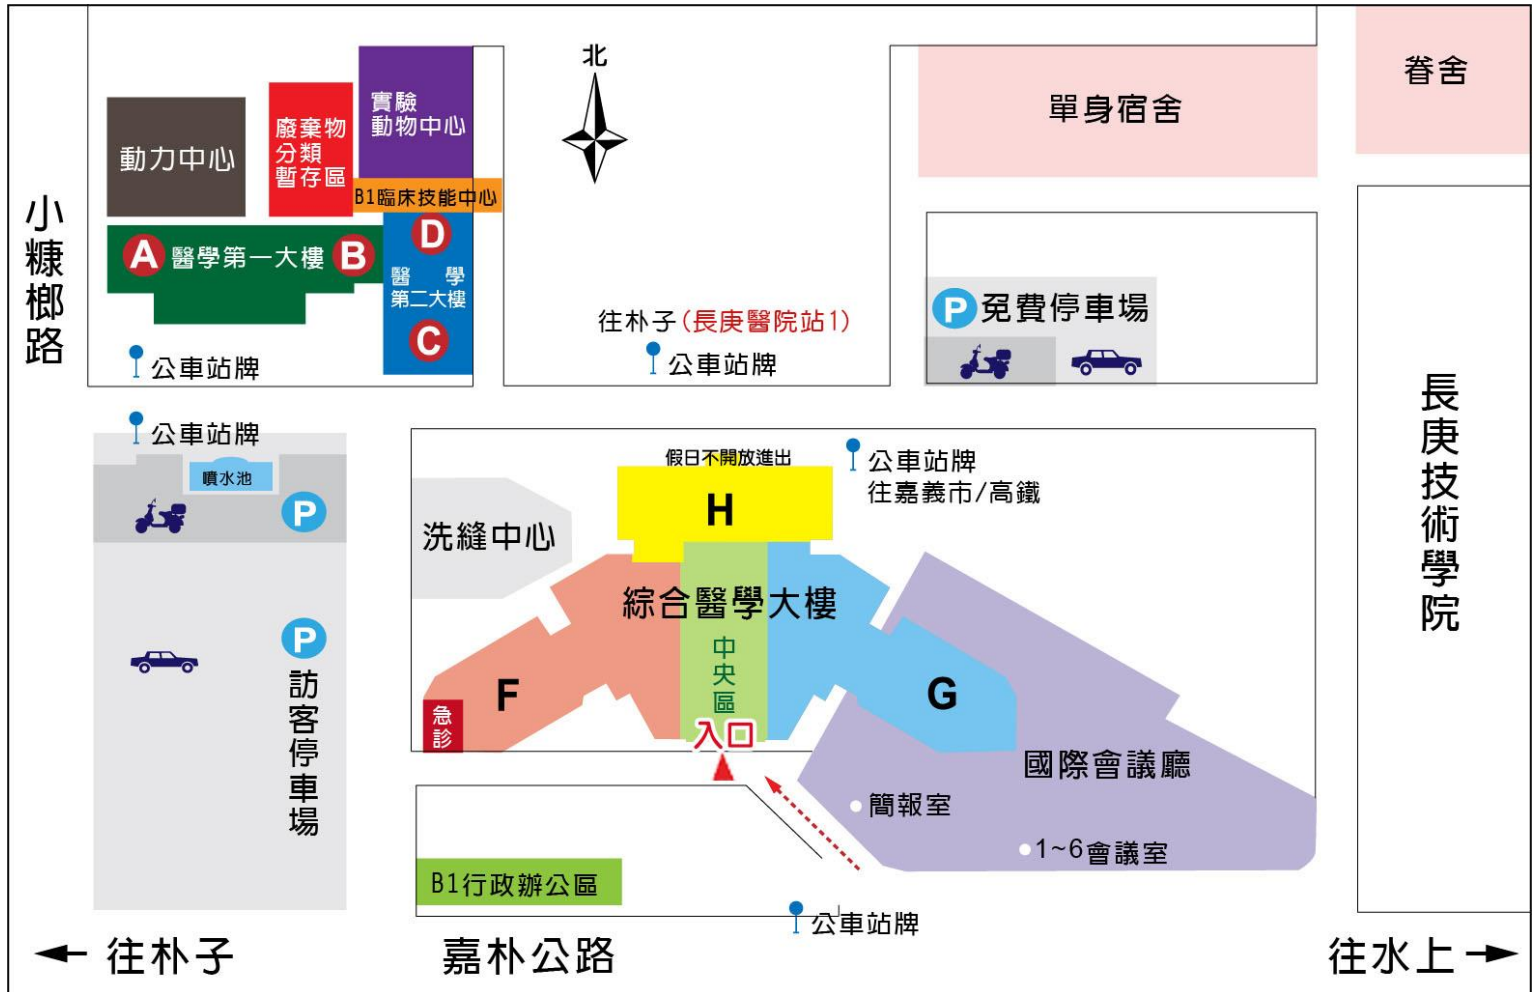 北
眷舍
單身宿舍
實驗
動物中心
廢棄物
分類
暫存區
動力中心
B1臨床技能中心
小糠榔路
A 醫學第一大樓 B
D
醫學
第二大樓
C
P 免費停車場
往朴子(長庚醫院站1)
公車站牌
公車站牌
公車站牌
長庚技術學院
噴水池
P
假日不開放進出
公車站牌
往嘉義市/高鐵
H
洗縫中心
綜合醫學大樓
中央區
F
G
急診
入口
P
訪客停車場
國際會議廳
簡報室
1~6會議室
B1行政辦公區
公車站牌
往朴子
嘉朴公路
往水上